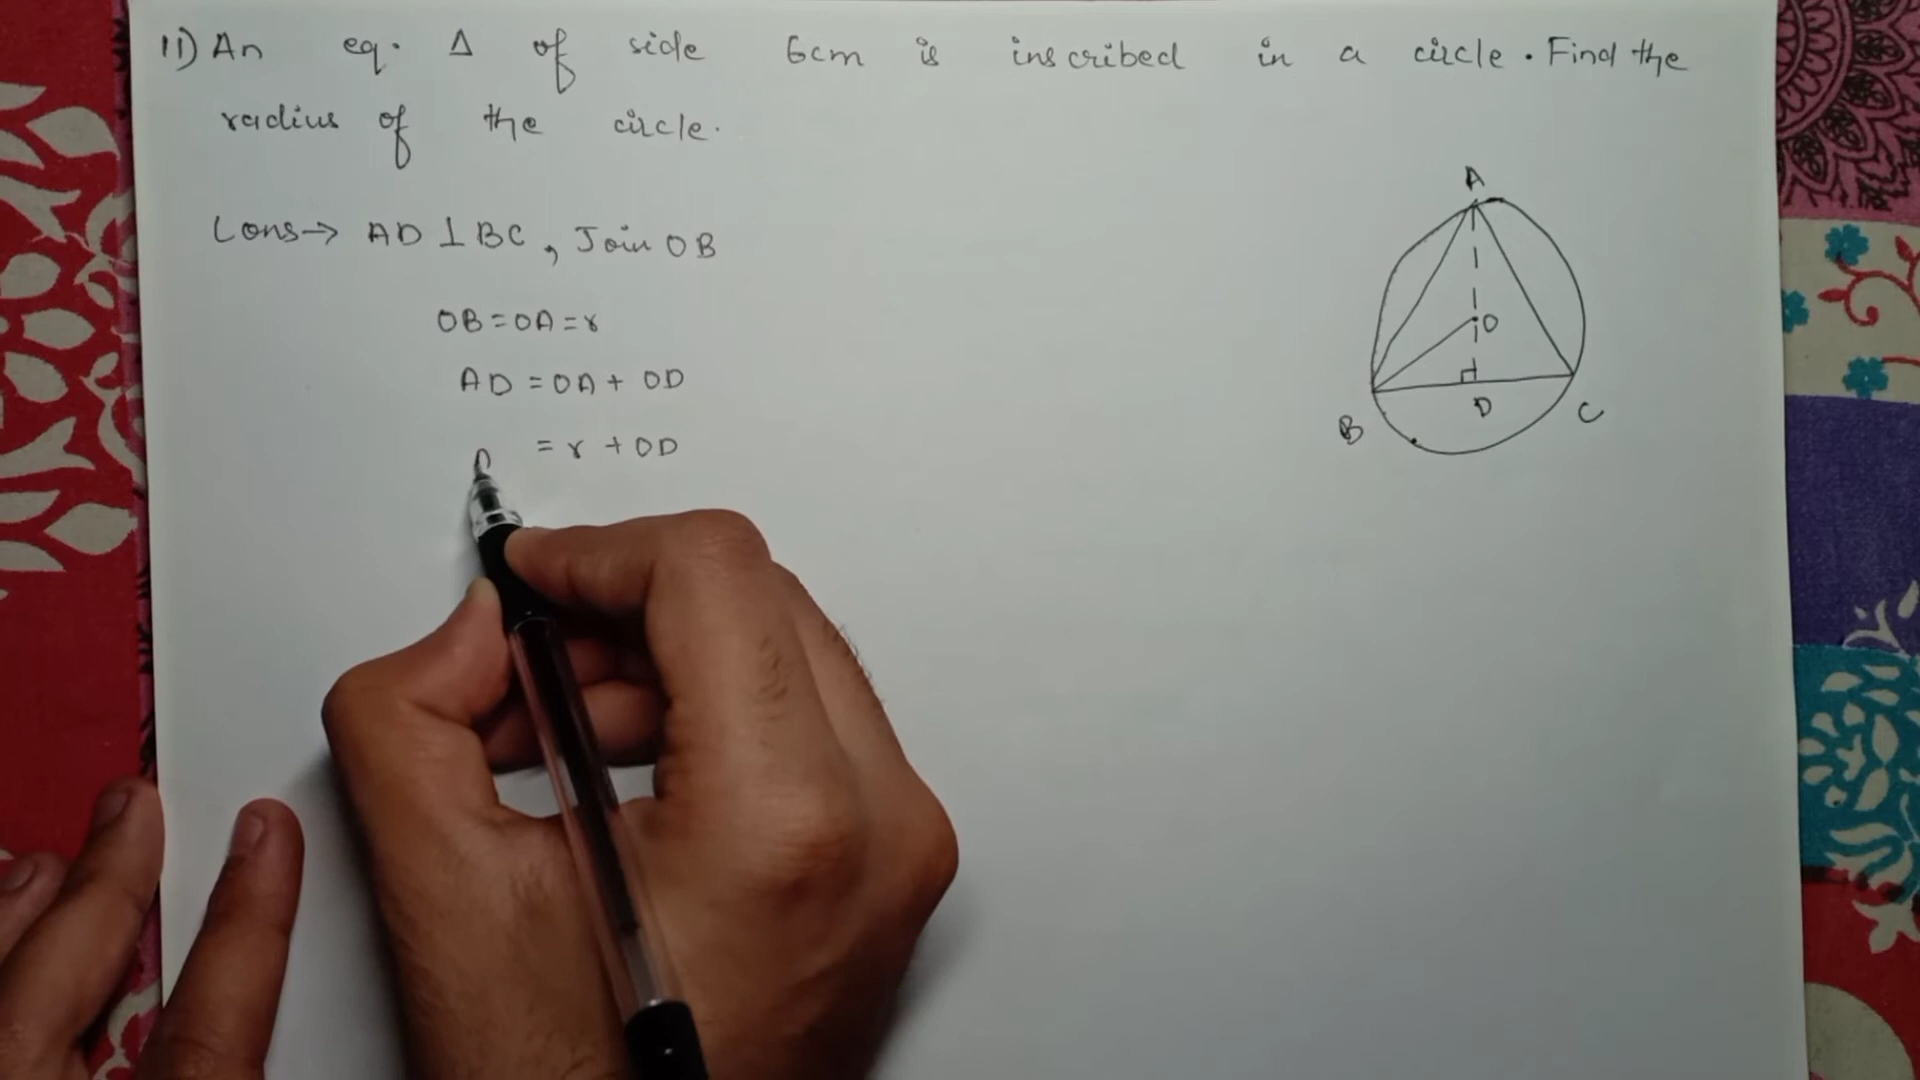 11) An eq. Δ of side 6cm is inscribed in a circle. Find the
radius of the circle.
Cons→ AD⊥BC, Join OB
OB=OA=r
AD=OA+OD
=r+OD
A
A
O
B
D
C